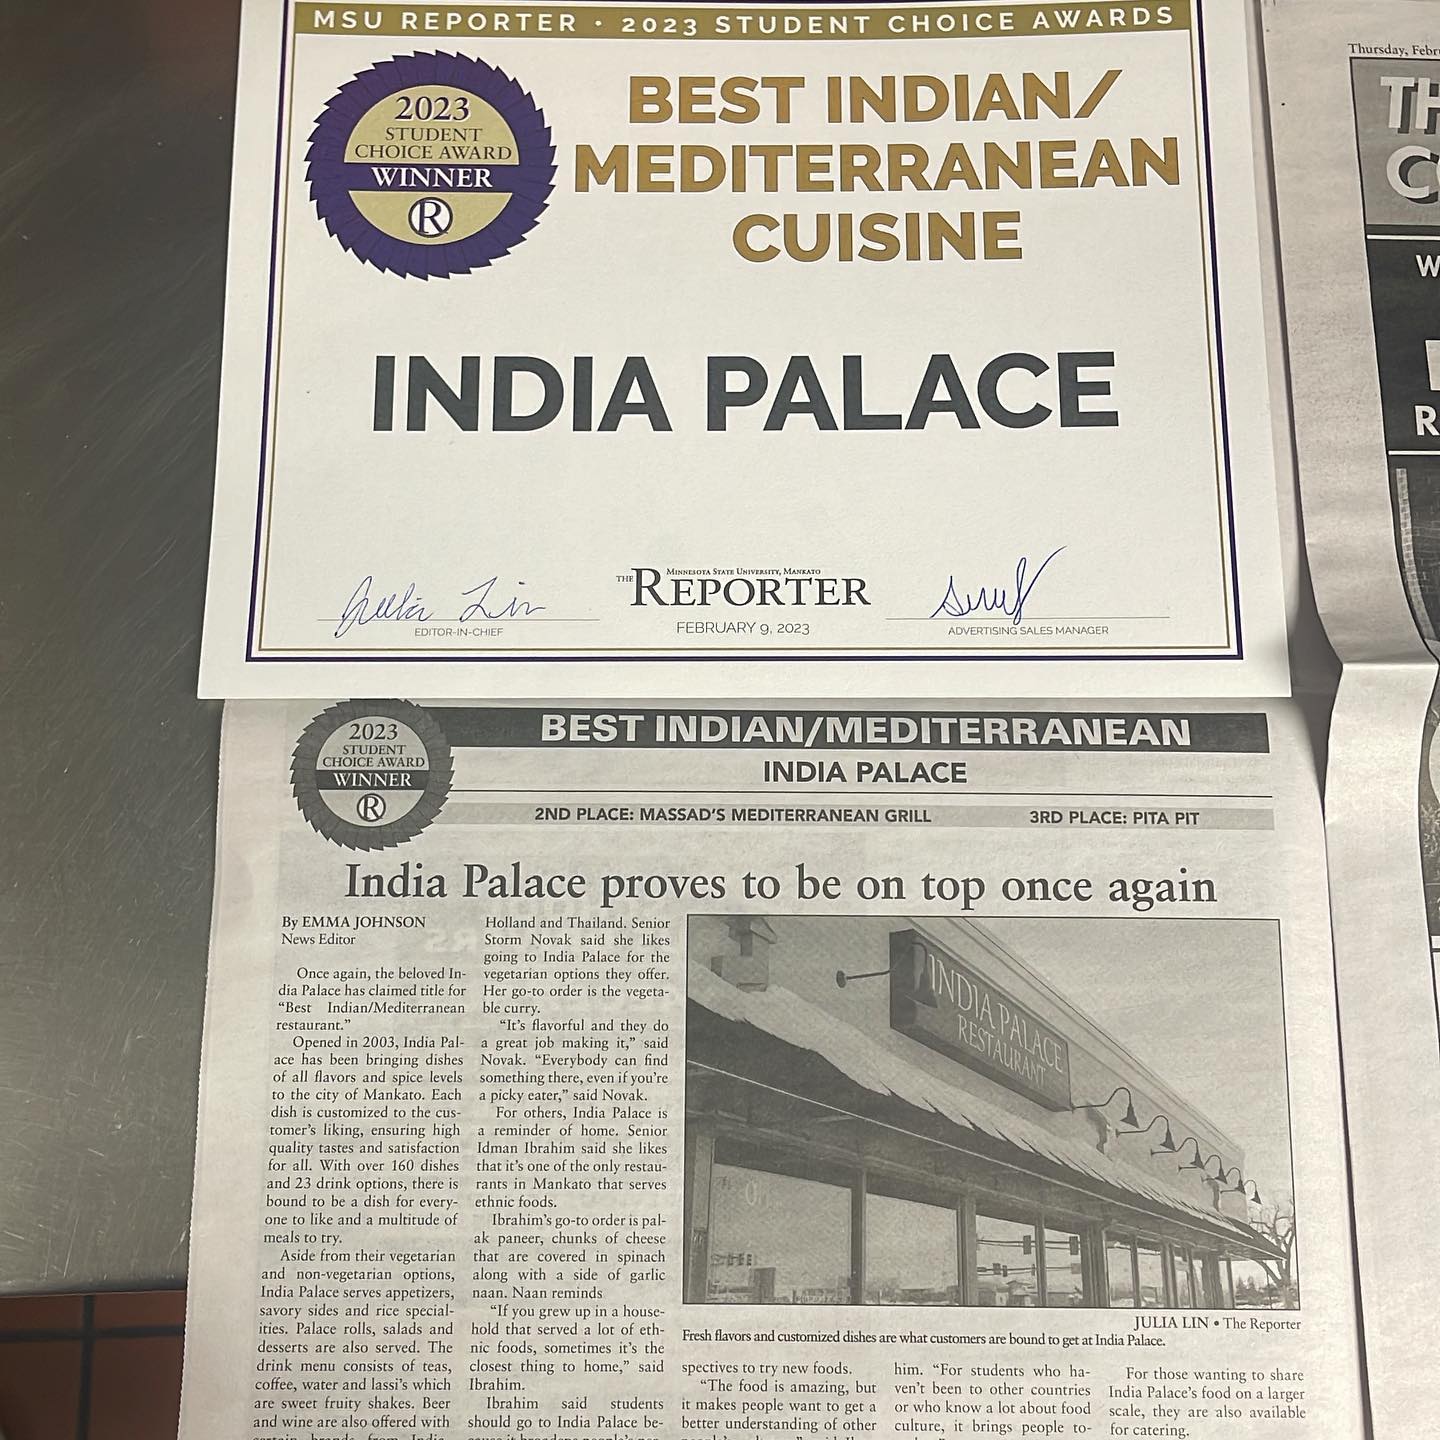 MSU REPORTER • 2023 STUDENT CHOICE AWARDS
2023
STUDENT
CHOICE AWARD
WINNER
R
BEST INDIAN/
MEDITERRANEAN
CUISINE
INDIA PALACE
Lin
EDITOR-IN-CHIEF
MINNESOTA STATE UNIVERSITY, MANKATO
THE REPORTER
FEBRUARY 9, 2023
ADVERTISING SALES MANAGER
Thursday, Febr
TH
C
W
R
2023
STUDENT
CHOICE AWARD
WINNER
R
BEST INDIAN/MEDITERRANEAN
INDIA PALACE
2ND PLACE: MASSAD'S MEDITERRANEAN GRILL
3RD PLACE: PITA PIT
India Palace proves to be on top once again
By EMMA JOHNSON
News Editor
Once again, the beloved In-
dia Palace has claimed title for
“Best Indian/Mediterranean
restaurant.”
Opened in 2003, India Pal-
ace has been bringing dishes
of all flavors and spice levels
to the city of Mankato. Each
dish is customized to the cus-
tomer's liking, ensuring high
quality tastes and satisfaction
for all. With over 160 dishes
and 23 drink options, there is
bound to be a dish for every-
one to like and a multitude of
meals to try.
Aside from their vegetarian
and non-vegetarian options,
India Palace serves appetizers,
savory sides and rice special-
ities. Palace rolls, salads and
desserts are also served. The
drink menu consists of teas,
coffee, water and lassi's which
are sweet fruity shakes. Beer
and wine are also offered with
certain brands from India,
Holland and Thailand. Senior
Storm Novak said she likes
going to India Palace for the
vegetarian options they offer.
Her go-to order is the vegeta-
ble curry.
“It's flavorful and they do
a great job making it,” said
Novak. “Everybody can find
something there, even if you're
a picky eater,” said Novak.
For others, India Palace is
a reminder of home. Senior
Idman Ibrahim said she likes
that it's one of the only restau-
rants in Mankato that serves
ethnic foods.
Ibrahim's go-to order is pal-
ak paneer, chunks of cheese
that are covered in spinach
along with a side of garlic
naan. Naan reminds
“If you grew up in a house-
hold that served a lot of eth-
nic foods, sometimes it's the
closest thing to home,” said
Ibrahim.
Ibrahim said students
should go to India Palace be-
INDIA PALACE
RESTAURANT
JULIA LIN • The Reporter
Fresh flavors and customized dishes are what customers are bound to get at India Palace.
spectives to try new foods.
“The food is amazing, but
it makes people want to get a
better understanding of other
him. “For students who ha-
ven't been to other countries
or who know a lot about food
culture, it brings people to-
For those wanting to share
India Palace's food on a larger
scale, they are also available
for catering.